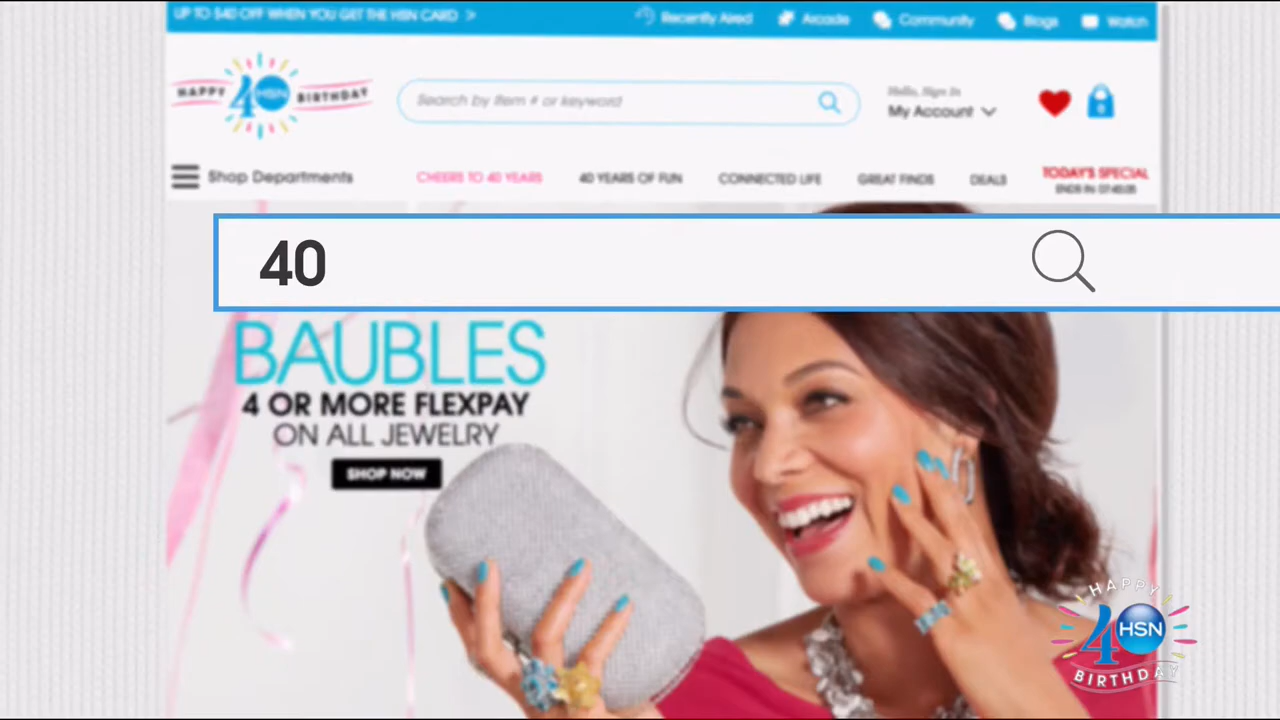 UP TO $40 OFF WHEN YOU GET THE HSN CARD >
Recently Aired Arcade Community Blogs Watch
HAPPY 40 HSN BIRTHDAY
Search by item # or keyword
Hello, Sign In
My Account
0
Shop Departments
CHEERS TO 40 YEARS 40 YEARS OF FUN CONNECTED LIFE GREAT FINDS DEALS
TODAY'S SPECIAL
40
BAUBLES
4 OR MORE FLEXPAY
ON ALL JEWELRY
SHOP NOW
HAPPY
40 HSN
BIRTHDAY